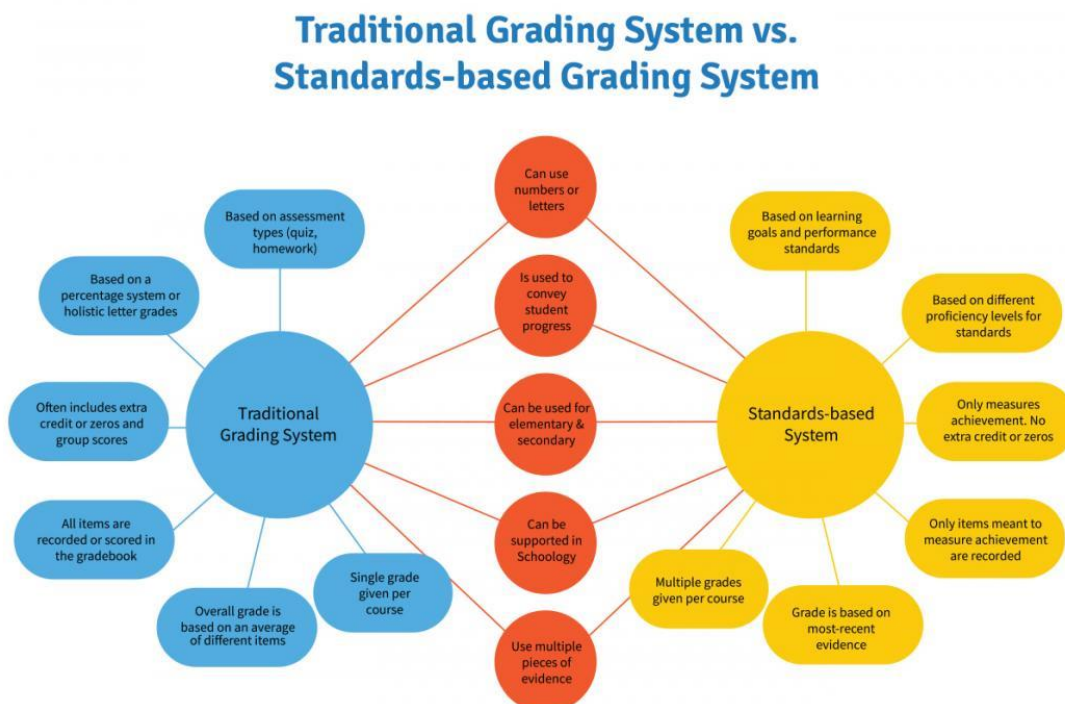 Traditional Grading System vs.
Standards-based Grading System
Based on assessment
types (quiz,
homework)
Based on a
percentage system or
holistic letter grades
Often includes extra
credit or zeros and
group scores
All items are
recorded or scored in
the gradebook
Overall grade is
based on an average
of different items
Single grade
given per
course
Traditional
Grading System
Can use
numbers or
letters
Is used to
convey
student
progress
Can be used for
elementary &
secondary
Can be
supported in
Schoology
Use multiple
pieces of
evidence
Standards-based
System
Based on learning
goals and performance
standards
Based on different
proficiency levels for
standards
Only measures
achievement. No
extra credit or zeros
Only items meant to
measure achievement
are recorded
Grade is based on
most-recent
evidence
Multiple grades
given per course